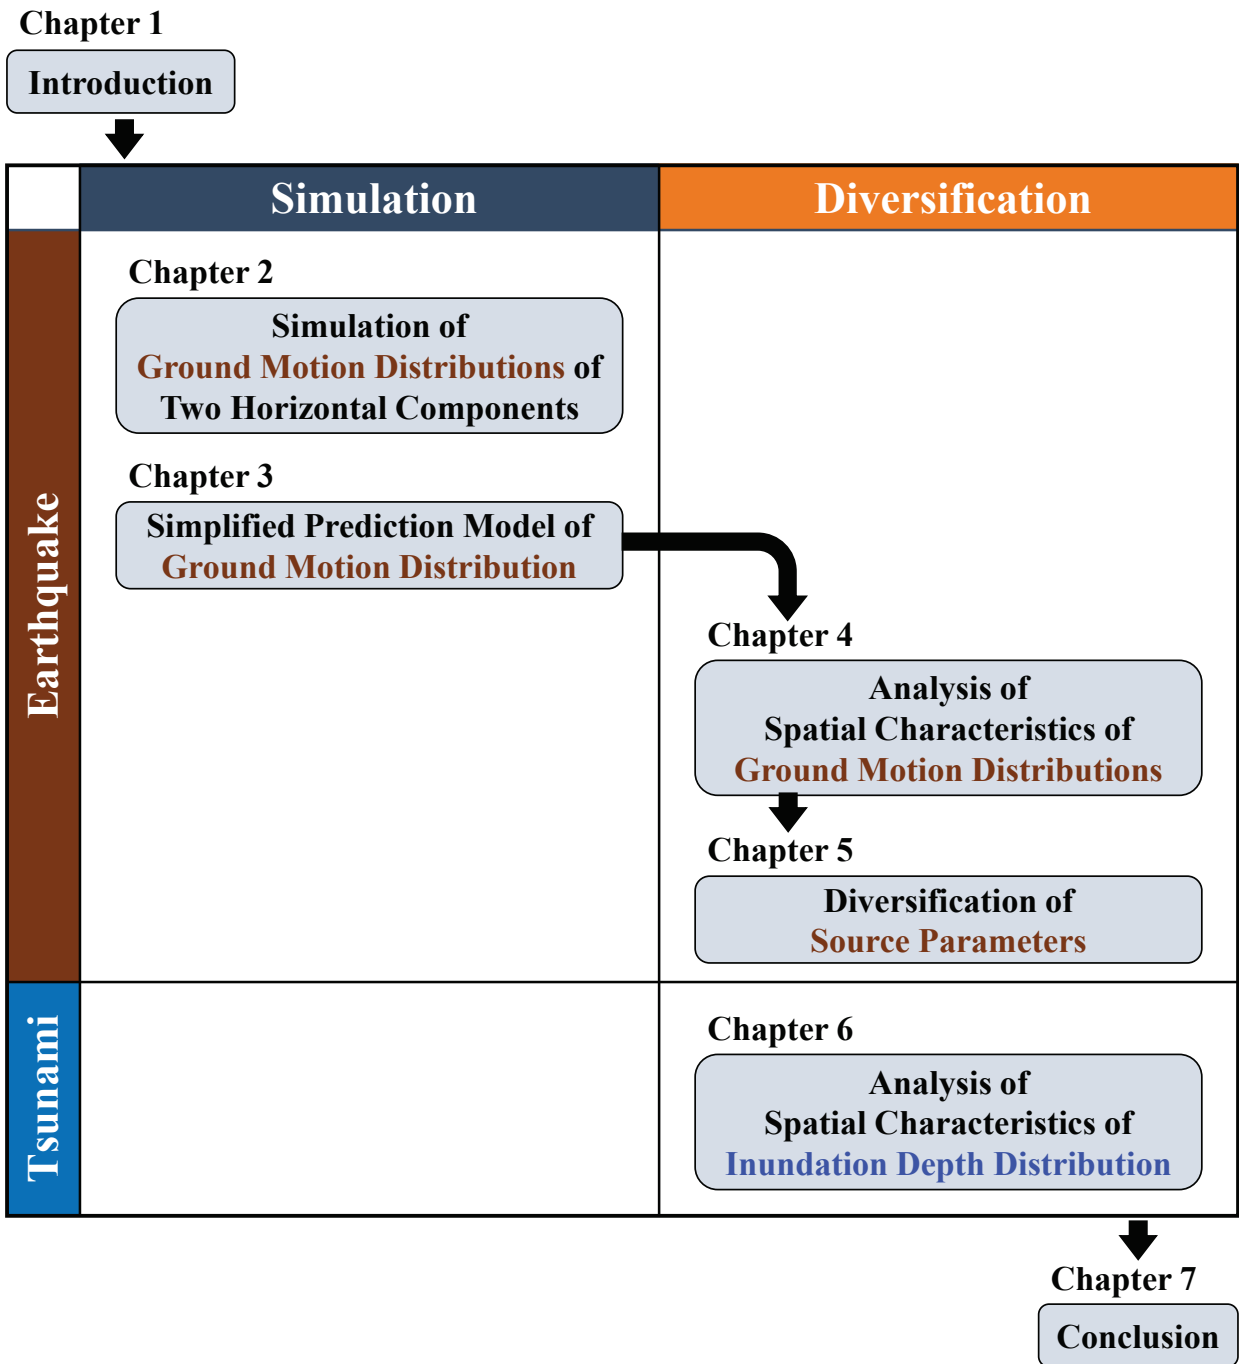 Chapter 1
Introduction
Simulation
Diversification
Earthquake
Chapter 2
Simulation of
Ground Motion Distributions of
Two Horizontal Components
Chapter 3
Simplified Prediction Model of
Ground Motion Distribution
Chapter 4
Analysis of
Spatial Characteristics of
Ground Motion Distributions
Chapter 5
Diversification of
Source Parameters
Tsunami
Chapter 6
Analysis of
Spatial Characteristics of
Inundation Depth Distribution
Chapter 7
Conclusion